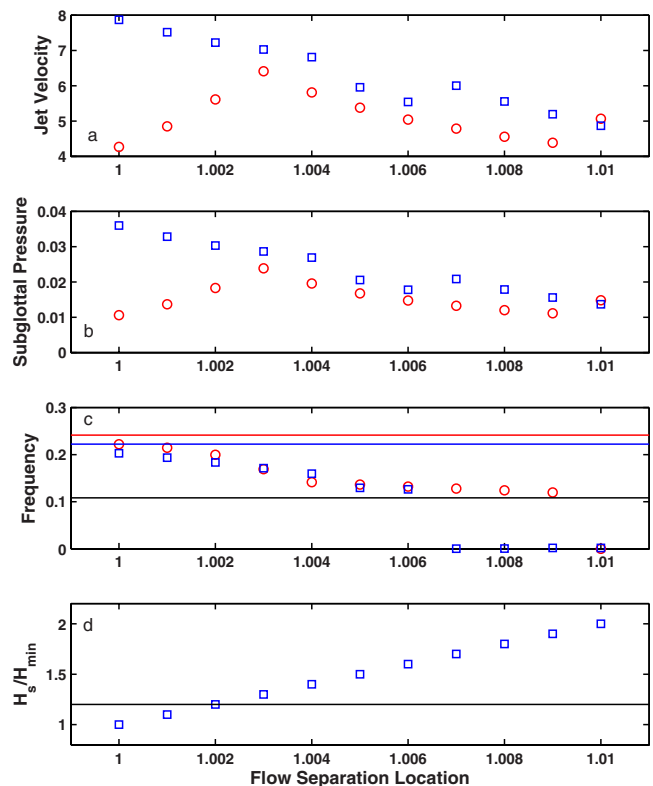 8
7
6
5
4
Jet Velocity
a
1 1.002 1.004 1.006 1.008 1.01
0.04
0.03
0.02
0.01
0
Subglottal Pressure
b
1 1.002 1.004 1.006 1.008 1.01
0.3
0.2
0.1
0
Frequency
c
1 1.002 1.004 1.006 1.008 1.01
2
1.5
1
Hs/Hmin
d
1 1.002 1.004 1.006 1.008 1.01
Flow Separation Location